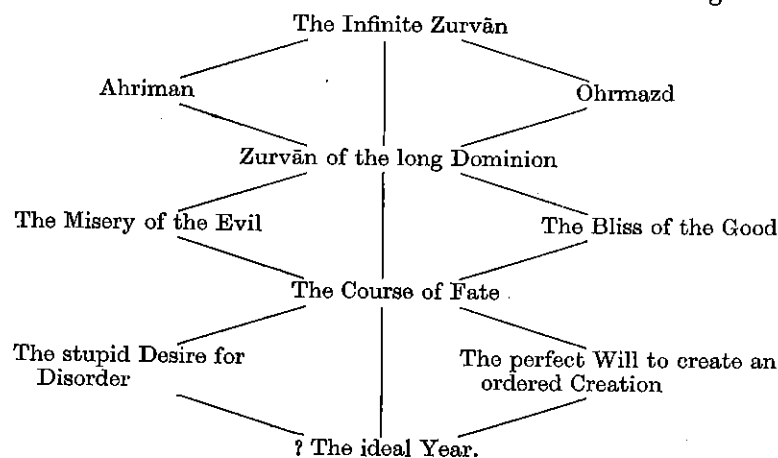 The Infinite Zurvān
Ahriman
Ohrmazd
Zurvān of the long Dominion
The Misery of the Evil
The Bliss of the Good
The Course of Fate
The stupid Desire for
Disorder
The perfect Will to create an
ordered Creation
? The ideal Year.